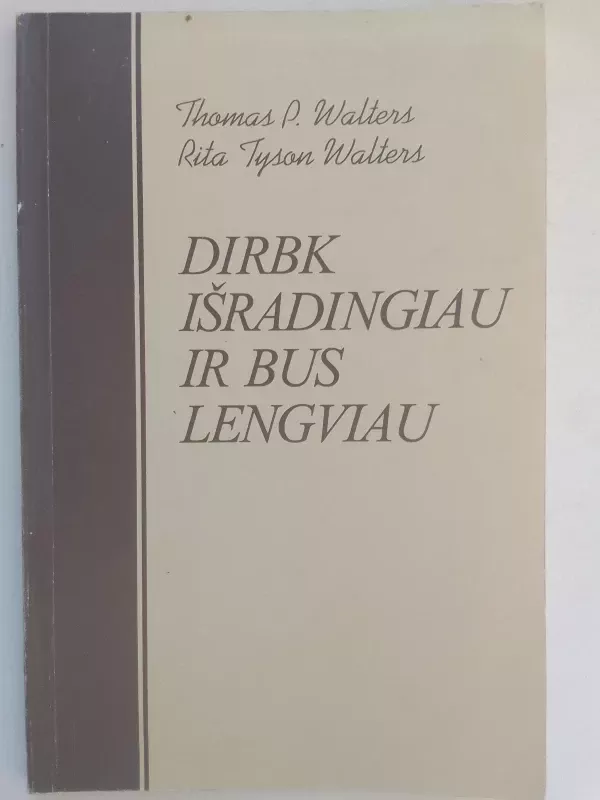 Thomas P. Walters
Rita Tyson Walters
DIRBK
IŠRADINGIAU
IR BUS
LENGVIAU